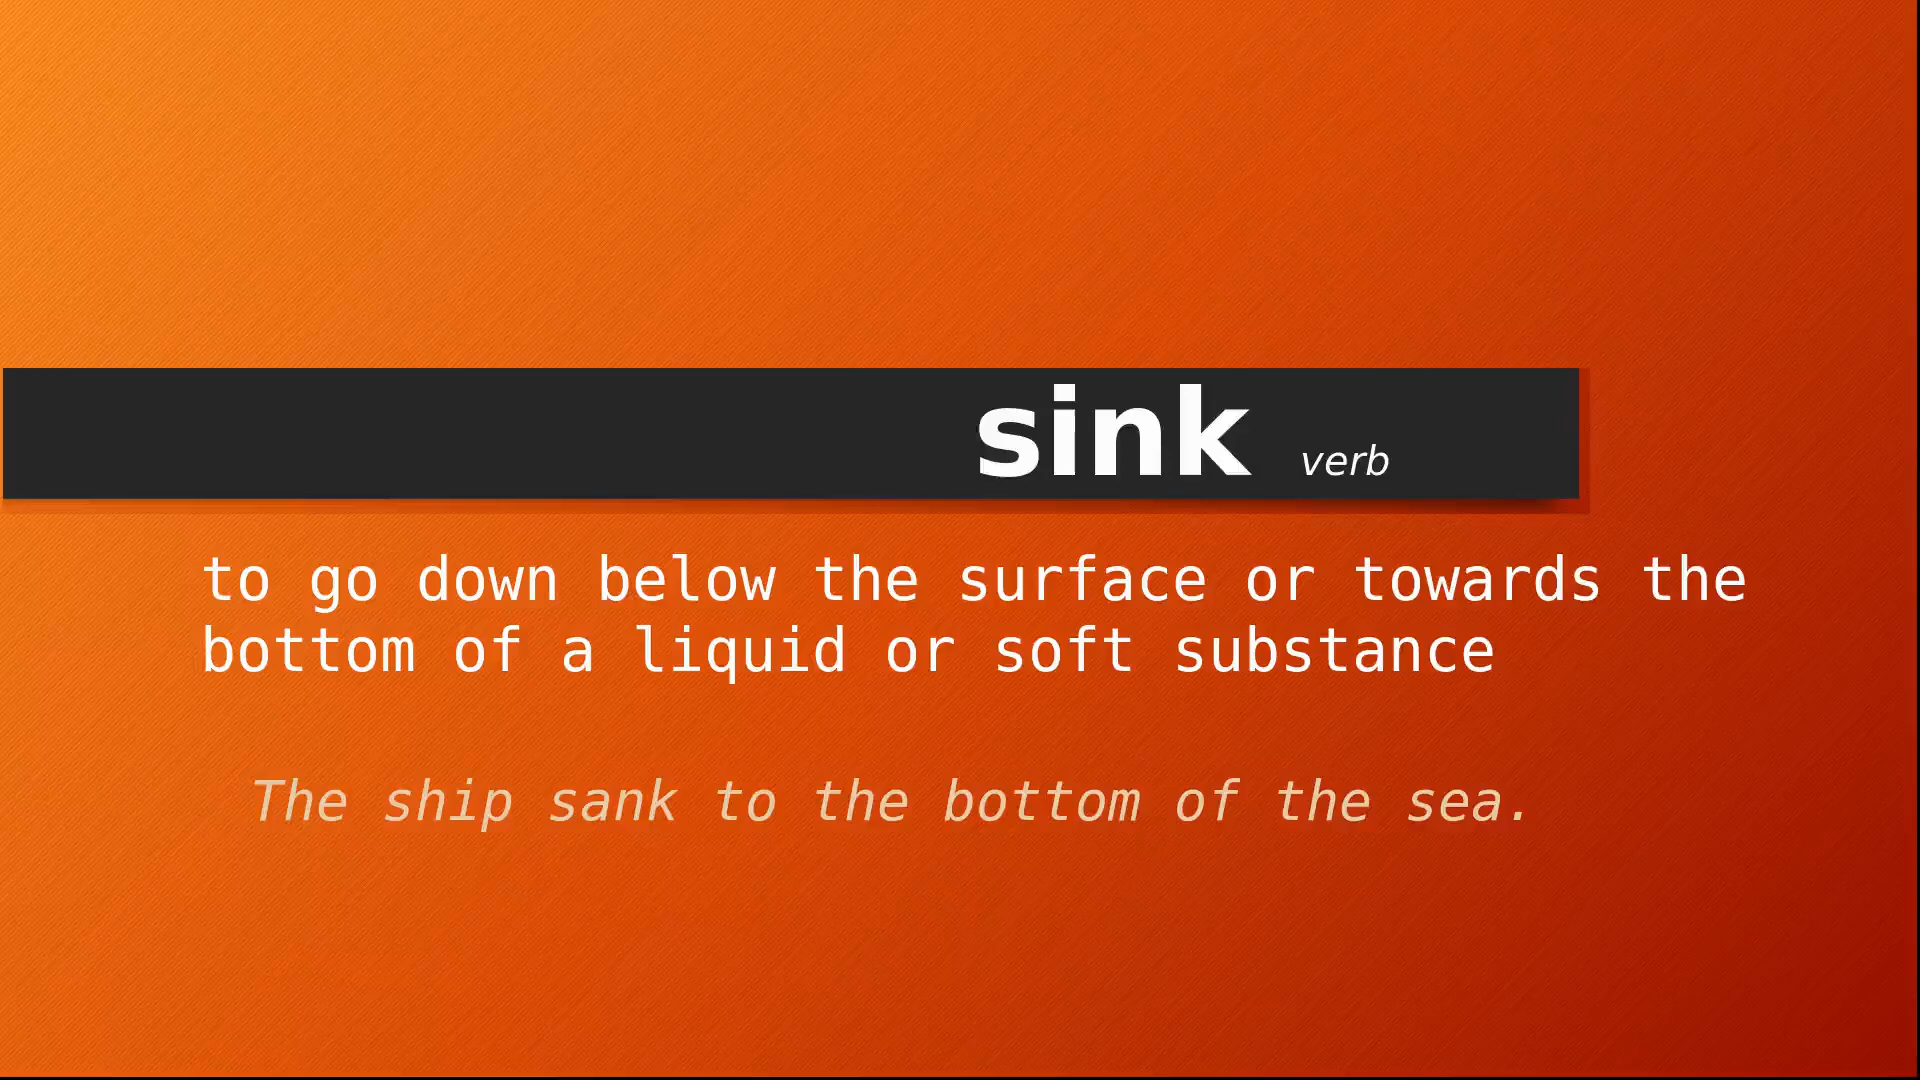 sink verb
to go down below the surface or towards the
bottom of a liquid or soft substance
The ship sank to the bottom of the sea.